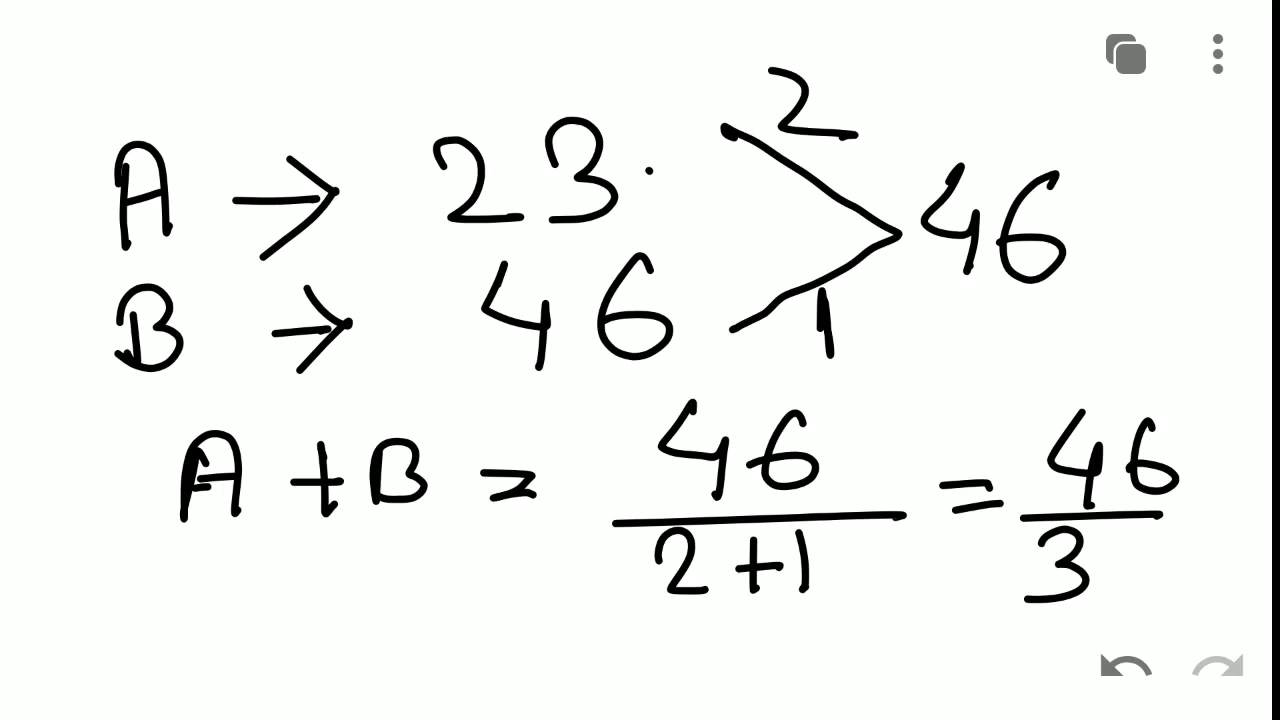 A → 23 2
46
B → 46 1
A + B = 46/2+1 = 46/3